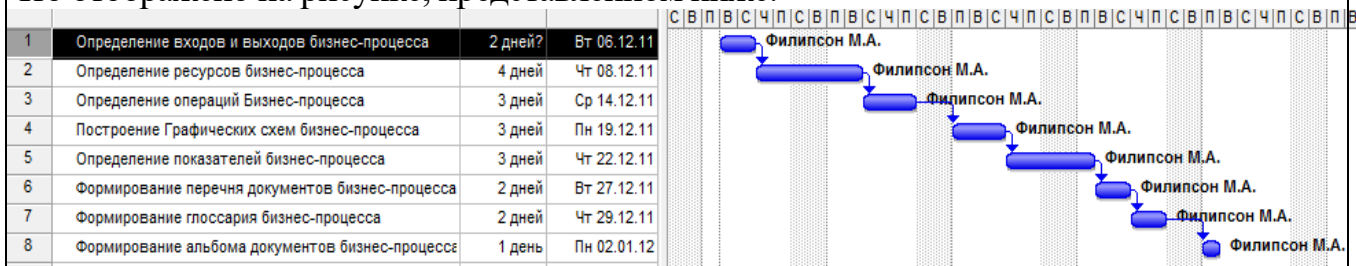 С В П В С Ч П С В П В С Ч П С В П В С Ч П С В П В С Ч П С В П В С Ч П С В П В
1 Определение входов и выходов бизнес-процесса 2 дней? Вт 06.12.11 Филипсон М.А.
2 Определение ресурсов бизнес-процесса 4 дней Чт 08.12.11 Филипсон М.А.
3 Определение операций Бизнес-процесса 3 дней Ср 14.12.11 Филипсон М.А.
4 Построение Графических схем бизнес-процесса 3 дней Пн 19.12.11 Филипсон М.А.
5 Определение показателей бизнес-процесса 3 дней Чт 22.12.11 Филипсон М.А.
6 Формирование перечня документов бизнес-процесса 2 дней Вт 27.12.11 Филипсон М.А.
7 Формирование глоссария бизнес-процесса 2 дней Чт 29.12.11 Филипсон М.А.
8 Формирование альбома документов бизнес-процесса 1 день Пн 02.01.12 Филипсон М.А.